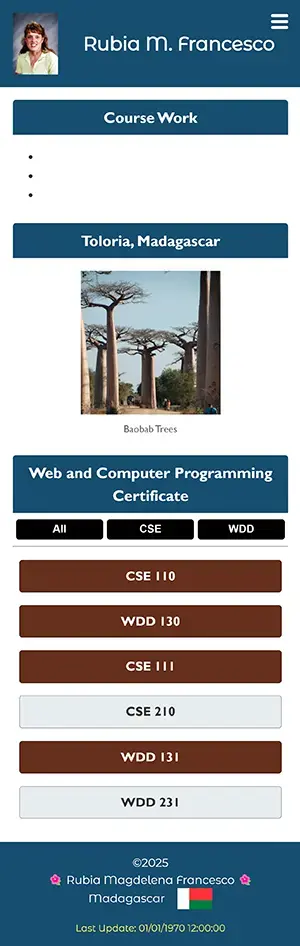 Rubia M. Francesco
Course Work
Toloria, Madagascar
Baobab Trees
Web and Computer Programming
Certificate
All CSE WDD
CSE 110
WDD 130
CSE 111
CSE 210
WDD 131
WDD 231
©2025
🌺 Rubia Magdelena Francesco 🌺
Madagascar
Last Update: 01/01/1970 12:00:00